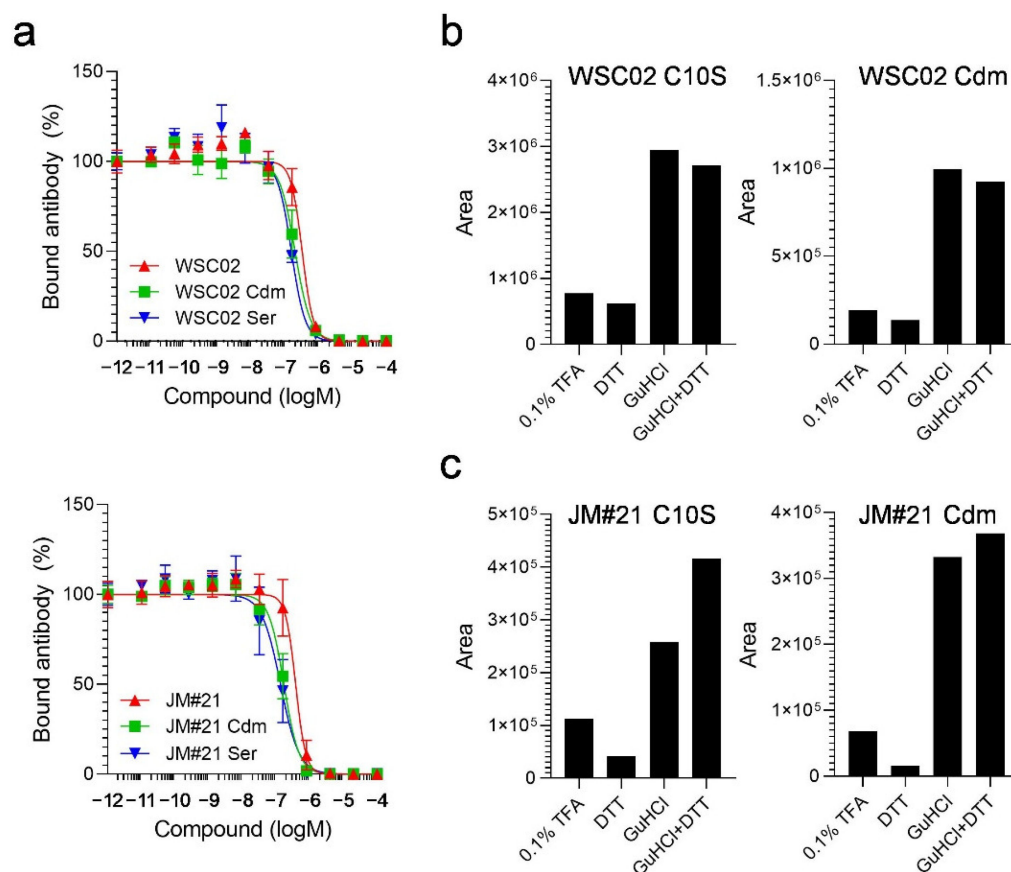 a
150
100
50
0
Bound antibody (%)
WSC02
WSC02 Cdm
WSC02 Ser
−12 −11 −10 −9 −8 −7 −6 −5 −4
Compound (logM)
b
WSC02 C10S
4×10⁶
3×10⁶
2×10⁶
1×10⁶
0
Area
0.1% TFA
DTT
GuHCl
GuHCl+DTT
WSC02 Cdm
1.5×10⁶
1×10⁶
5×10⁵
0
Area
0.1% TFA
DTT
GuHCl
GuHCl+DTT
150
100
50
0
Bound antibody (%)
JM#21
JM#21 Cdm
JM#21 Ser
−12 −11 −10 −9 −8 −7 −6 −5 −4
Compound (logM)
c
JM#21 C10S
5×10⁵
4×10⁵
3×10⁵
2×10⁵
1×10⁵
0
Area
0.1% TFA
DTT
GuHCl
GuHCl+DTT
JM#21 Cdm
4×10⁵
3×10⁵
2×10⁵
1×10⁵
0
Area
0.1% TFA
DTT
GuHCl
GuHCl+DTT